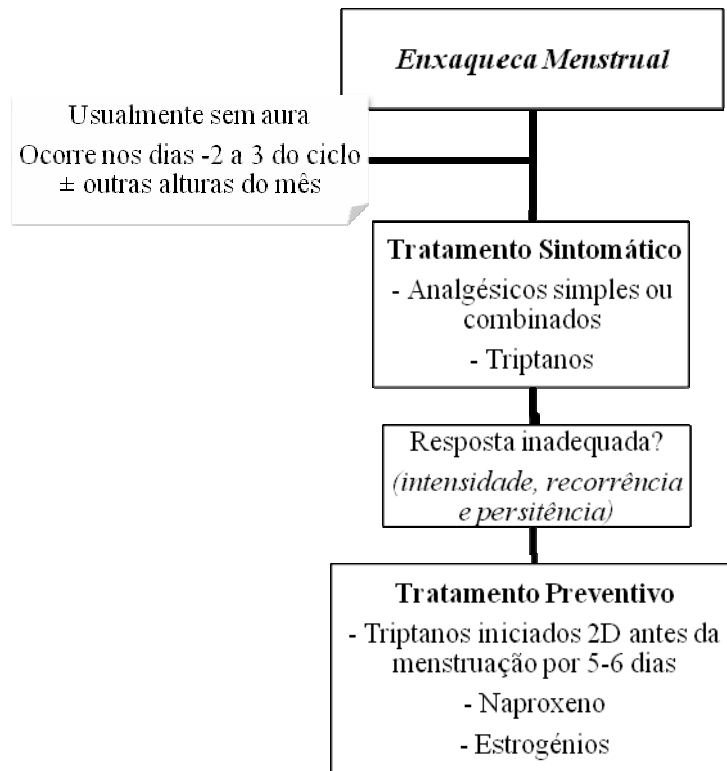 Enxaqueca Menstrual
Usualmente sem aura
Ocorre nos dias -2 a 3 do ciclo
± outras alturas do mês
Tratamento Sintomático
- Analgésicos simples ou
combinados
- Triptanos
Resposta inadequada?
(intensidade, recorrência
e persitência)
Tratamento Preventivo
- Triptanos iniciados 2D antes da
menstruação por 5-6 dias
- Naproxeno
- Estrogénios